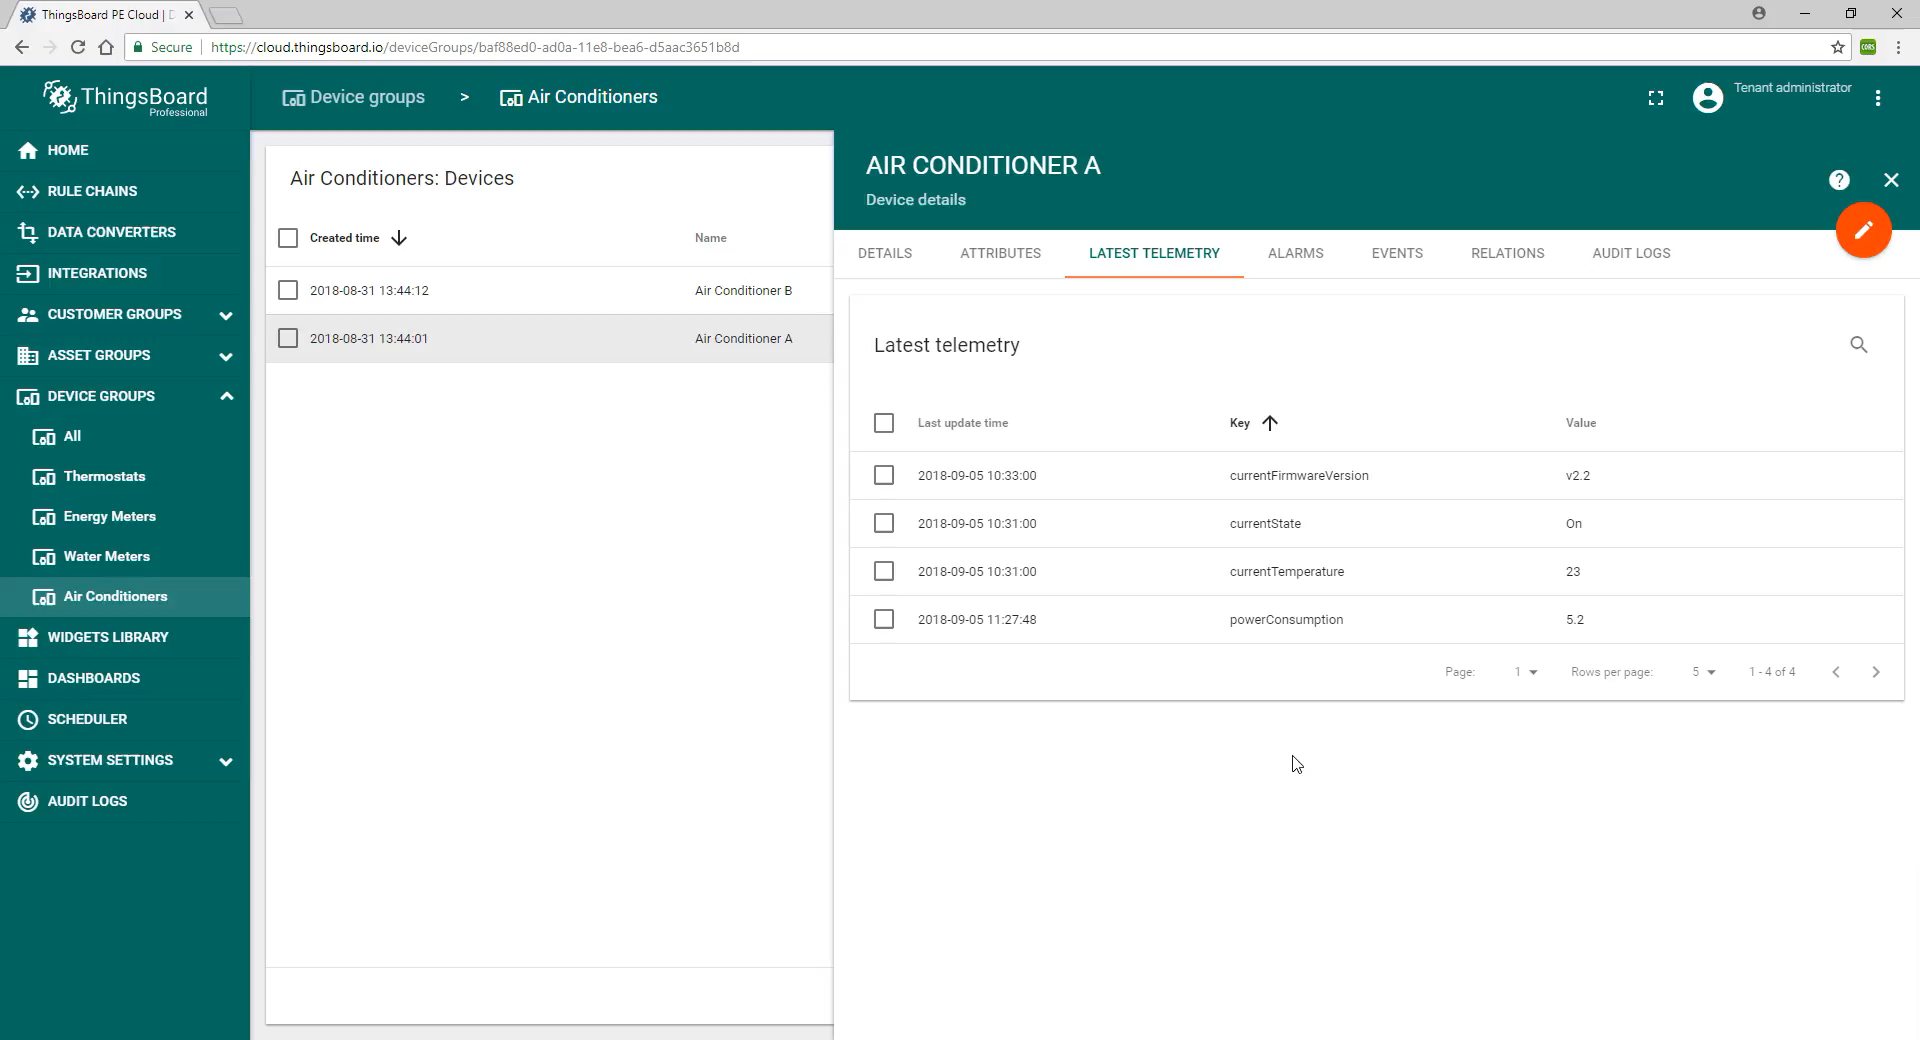 ThingsBoard PE Cloud | D
Secure
https://cloud.thingsboard.io/deviceGroups/baf88ed0-ad0a-11e8-bea6-d5aac3651b8d
CORS
ThingsBoard
Professional
Device groups > Air Conditioners
Tenant administrator
HOME
RULE CHAINS
DATA CONVERTERS
INTEGRATIONS
CUSTOMER GROUPS
ASSET GROUPS
DEVICE GROUPS
All
Thermostats
Energy Meters
Water Meters
Air Conditioners
WIDGETS LIBRARY
DASHBOARDS
SCHEDULER
SYSTEM SETTINGS
AUDIT LOGS
Air Conditioners: Devices
Created time Name
2018-08-31 13:44:12 Air Conditioner B
2018-08-31 13:44:01 Air Conditioner A
AIR CONDITIONER A
Device details
?
DETAILS ATTRIBUTES LATEST TELEMETRY ALARMS EVENTS RELATIONS AUDIT LOGS
Latest telemetry
Last update time Key Value
2018-09-05 10:33:00 currentFirmwareVersion v2.2
2018-09-05 10:31:00 currentState On
2018-09-05 10:31:00 currentTemperature 23
2018-09-05 11:27:48 powerConsumption 5.2
Page: 1 Rows per page: 5 1 - 4 of 4